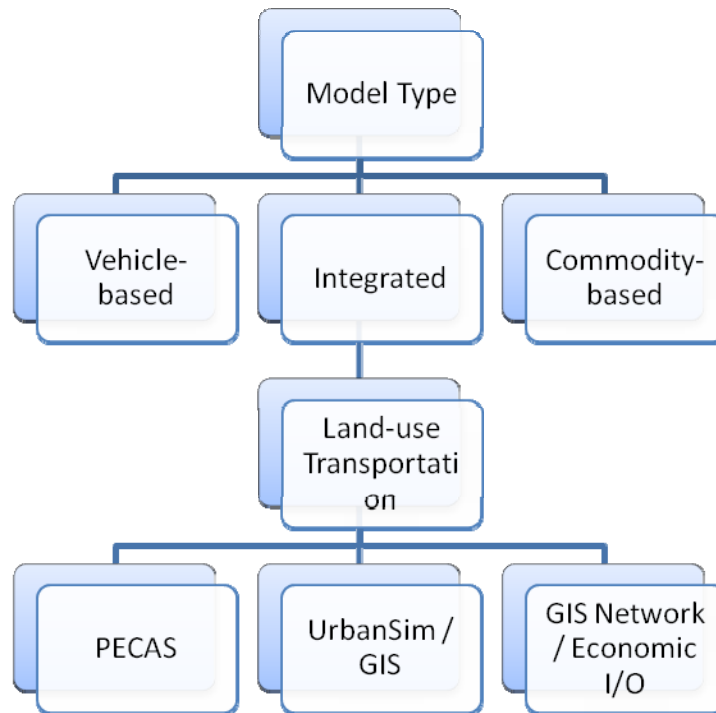 Model Type
Vehicle-
based
Integrated
Commodity-
based
Land-use
Transportati
on
PECAS
UrbanSim /
GIS
GIS Network
/ Economic
I/O